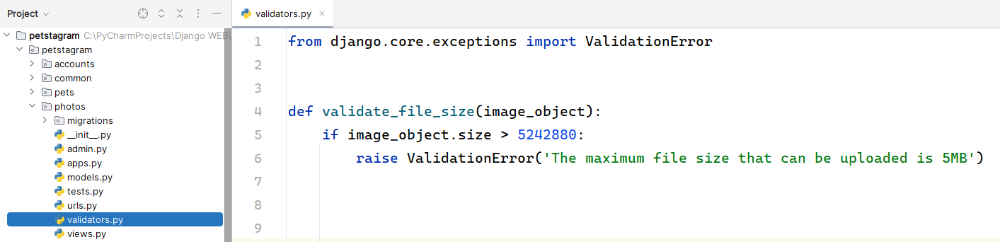 Project
petstagram C:\PyCharmProjects\Django WEB\
petstagram
accounts
common
pets
photos
migrations
__init__.py
admin.py
apps.py
models.py
tests.py
urls.py
validators.py
views.py
validators.py
1 from django.core.exceptions import ValidationError
2
3
4 def validate_file_size(image_object):
5     if image_object.size > 5242880:
6         raise ValidationError('The maximum file size that can be uploaded is 5MB')
7
8
9